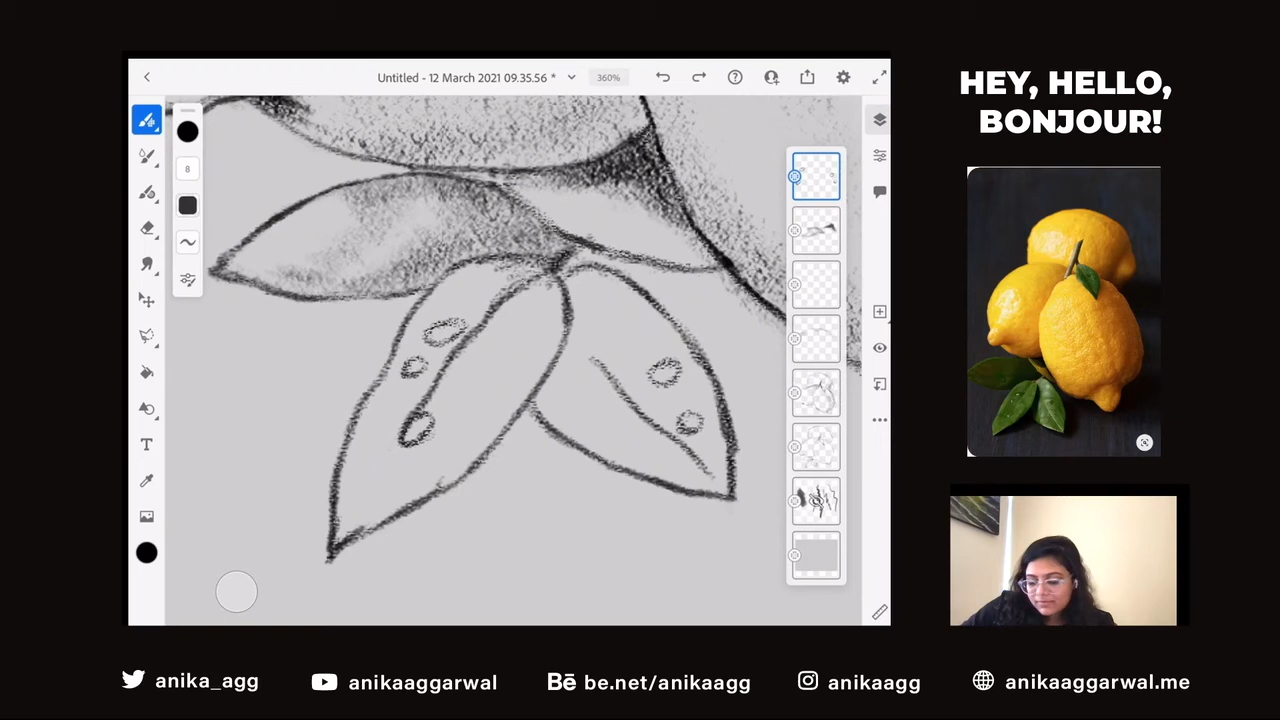 Untitled - 12 March 2021 09.35.56 *
360%
8
T
HEY, HELLO,
BONJOUR!
anika_agg
anikaaggarwal
Bē be.net/anikaagg
anikaagg
anikaaggarwal.me